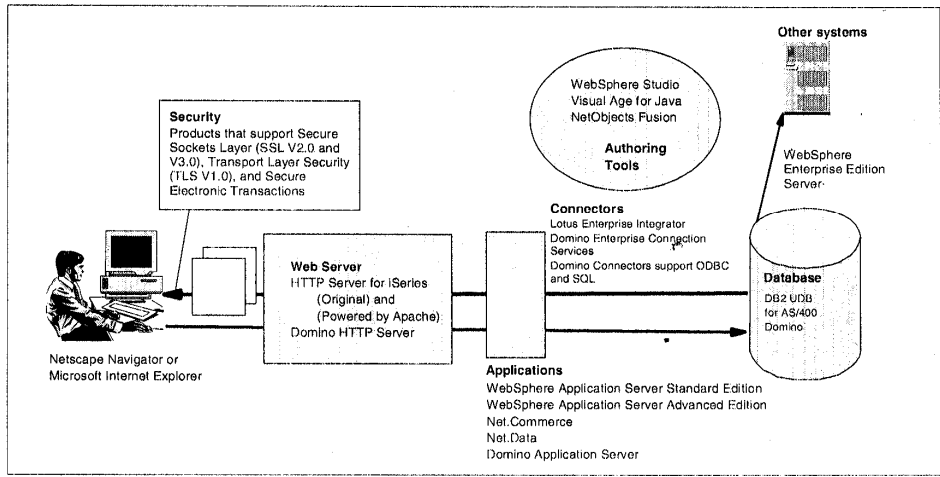 Other systems
WebSphere Studio
Visual Age for Java
NetObjects Fusion
Authoring
Tools
Security
Products that support Secure
Sockets Layer (SSL V2.0 and
V3.0), Transport Layer Security
(TLS V1.0), and Secure
Electronic Transactions
WebSphere
Enterprise Edition
Server
Connectors
Lotus Enterprise Integrator
Domino Enterprise Connection
Services
Domino Connectors support ODBC
and SQL
Web Server
HTTP Server for iSeries
(Original) and
(Powered by Apache)
Domino HTTP Server
Database
DB2 UDB
for AS/400
Domino
Netscape Navigator or
Microsoft Internet Explorer
Applications
WebSphere Application Server Standard Edition
WebSphere Application Server Advanced Edition
Net.Commerce
Net.Data
Domino Application Server